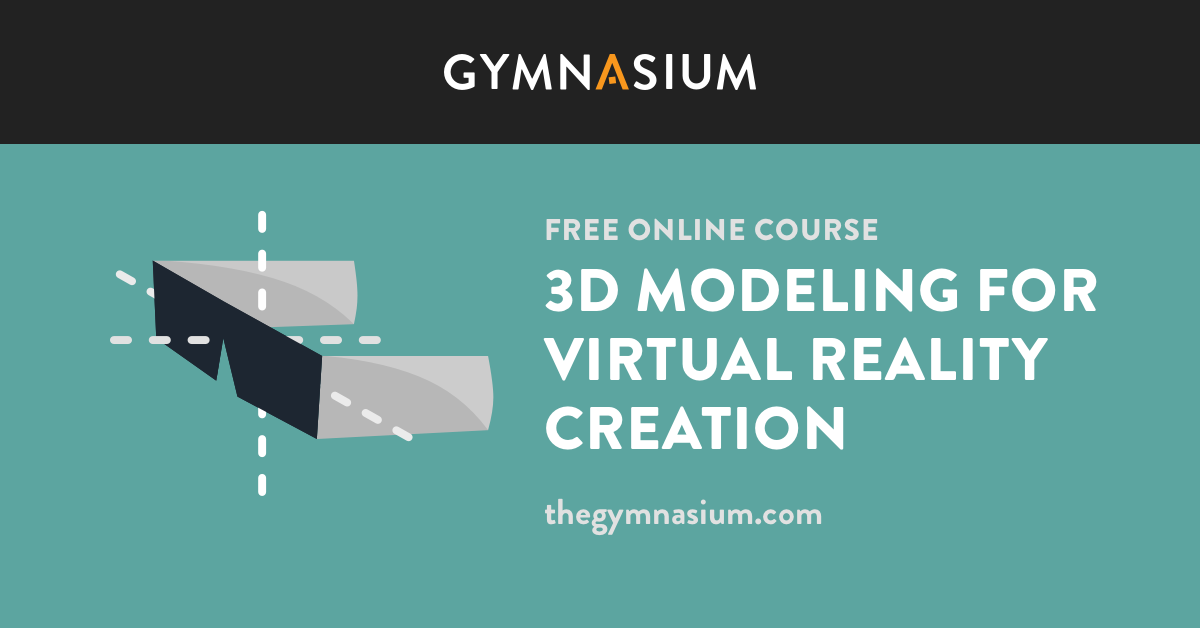 GYMNASIUM
FREE ONLINE COURSE
3D MODELING FOR
VIRTUAL REALITY
CREATION
thegymnasium.com